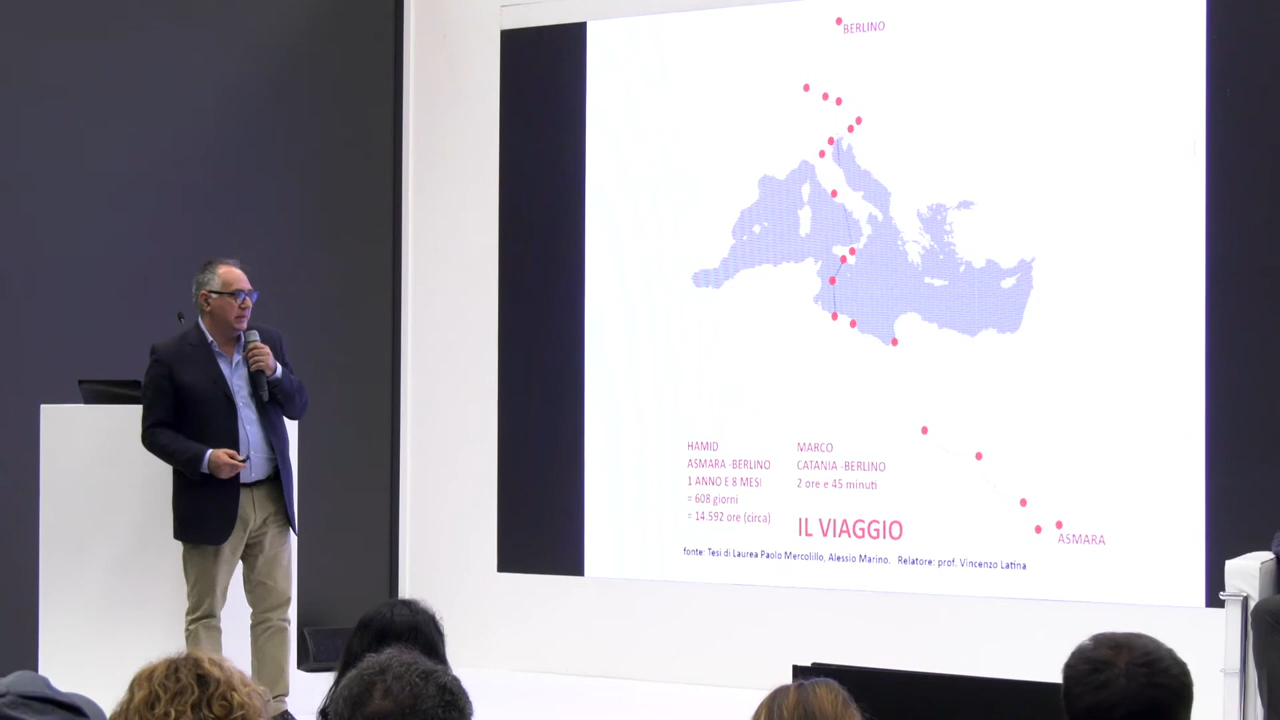 BERLINO
HAMID
ASMARA -BERLINO
1 ANNO E 8 MESI
= 608 giorni
= 14.592 ore (circa)
MARCO
CATANIA -BERLINO
2 ore e 45 minuti
IL VIAGGIO
ASMARA
fonte: Tesi di Laurea Paolo Mercolillo, Alessio Marino. Relatore: prof. Vincenzo Latina